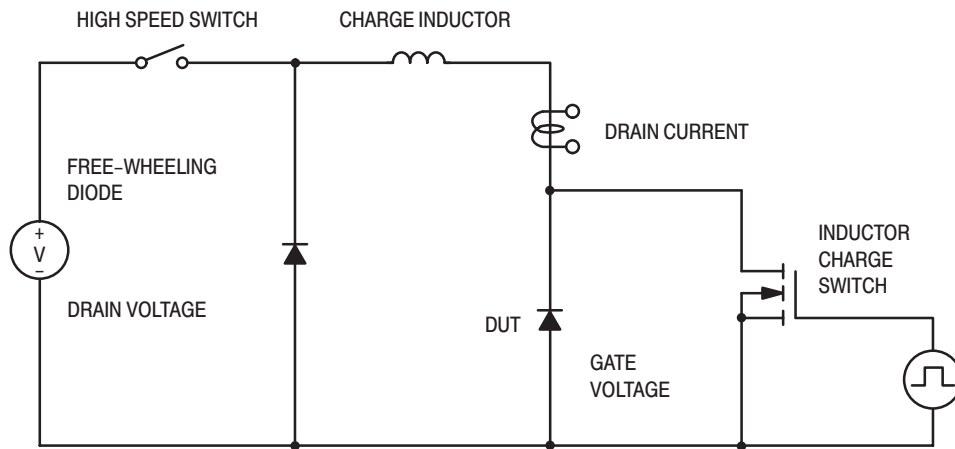 HIGH SPEED SWITCH
CHARGE INDUCTOR
DRAIN CURRENT
FREE–WHEELING
DIODE
+
V
–
DRAIN VOLTAGE
INDUCTOR
CHARGE
SWITCH
DUT
GATE
VOLTAGE